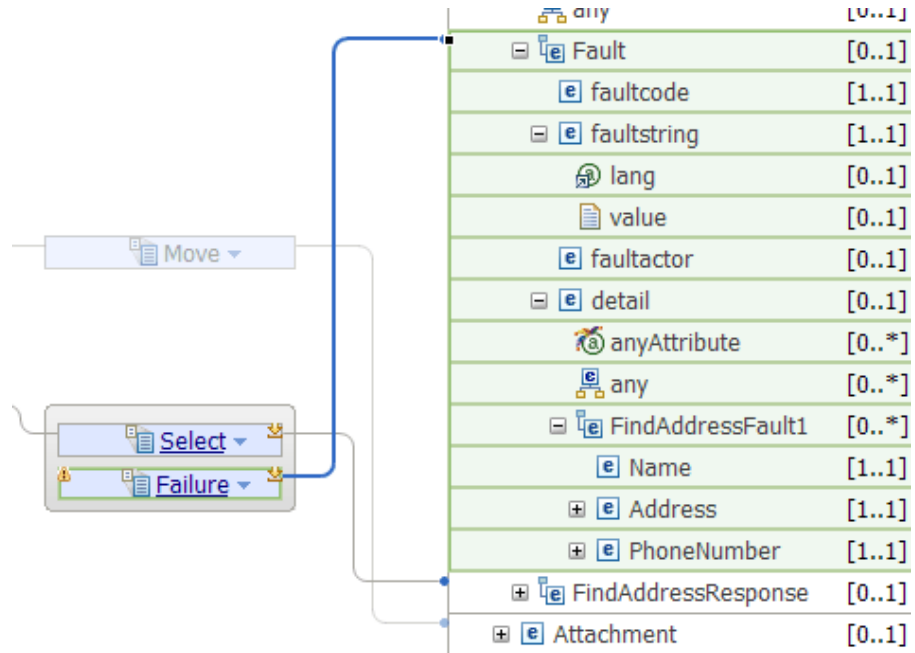 any [0..1]
Fault [0..1]
faultcode [1..1]
faultstring [1..1]
lang [0..1]
value [0..1]
Move
faultactor [0..1]
detail [0..1]
anyAttribute [0..*]
any [0..*]
FindAddressFault1 [0..*]
Select
Name [1..1]
Failure
Address [1..1]
PhoneNumber [1..1]
FindAddressResponse [0..1]
Attachment [0..1]